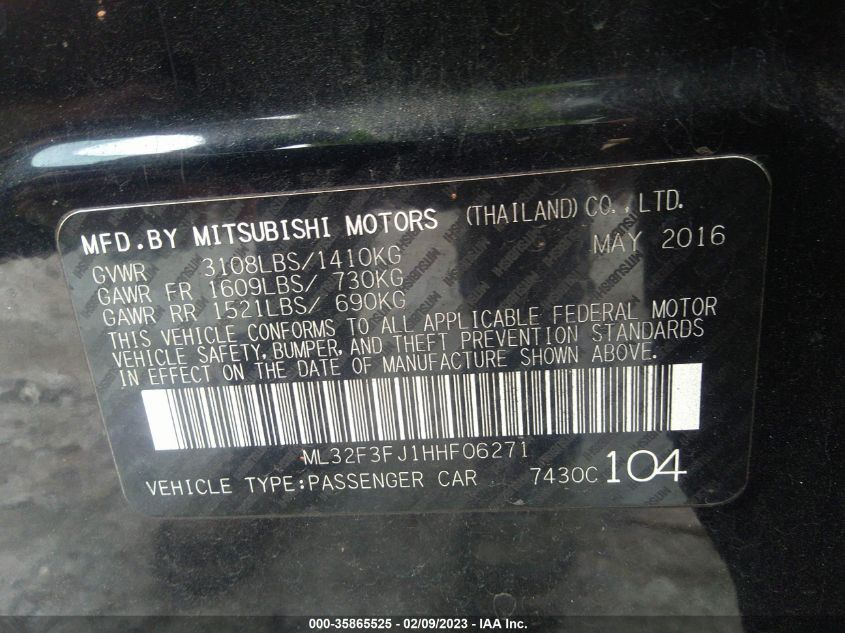 MFD.BY MITSUBISHI MOTORS (THAILAND) CO.,LTD.
GVWR 3108LBS/1410KG MAY 2016
GAWR FR 1609LBS/ 730KG
GAWR RR 1521LBS/ 690KG
THIS VEHICLE CONFORMS TO ALL APPLICABLE FEDERAL MOTOR
VEHICLE SAFETY, BUMPER, AND THEFT PREVENTION STANDARDS
IN EFFECT ON THE DATE OF MANUFACTURE SHOWN ABOVE.
ML32F3FJ1HHF06271
VEHICLE TYPE:PASSENGER CAR 7430C 104
000-35865525 - 02/09/2023 - IAA Inc.